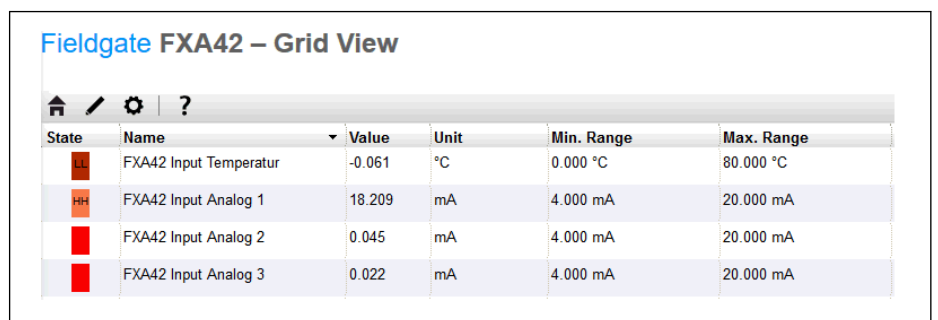 Fieldgate FXA42 – Grid View
?
State Name Value Unit Min. Range Max. Range
LL FXA42 Input Temperatur -0.061 °C 0.000 °C 80.000 °C
HH FXA42 Input Analog 1 18.209 mA 4.000 mA 20.000 mA
FXA42 Input Analog 2 0.045 mA 4.000 mA 20.000 mA
FXA42 Input Analog 3 0.022 mA 4.000 mA 20.000 mA